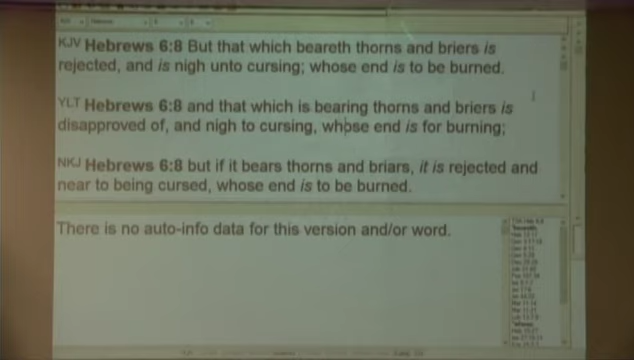 KJV Hebrews 6:8 But that which beareth thorns and briers is
rejected, and is nigh unto cursing; whose end is to be burned.
YLT Hebrews 6:8 and that which is bearing thorns and briers is
disapproved of, and nigh to cursing, whose end is for burning;
NKJ Hebrews 6:8 but if it bears thorns and briars, it is rejected and
near to being cursed, whose end is to be burned.
There is no auto-info data for this version and/or word.